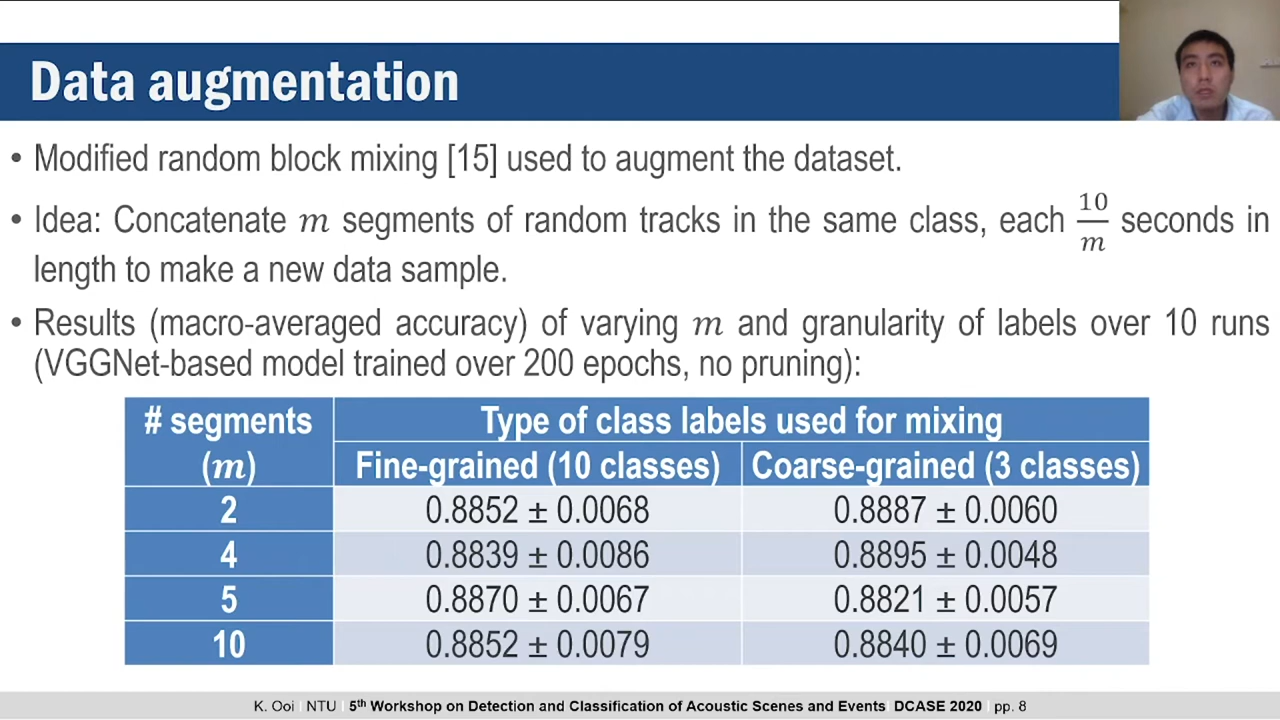 Data augmentation
• Modified random block mixing [15] used to augment the dataset.
• Idea: Concatenate m segments of random tracks in the same class, each 10/m seconds in
length to make a new data sample.
• Results (macro-averaged accuracy) of varying m and granularity of labels over 10 runs
(VGGNet-based model trained over 200 epochs, no pruning):
# segments (m) Type of class labels used for mixing
Fine-grained (10 classes) Coarse-grained (3 classes)
2 0.8852 ± 0.0068 0.8887 ± 0.0060
4 0.8839 ± 0.0086 0.8895 ± 0.0048
5 0.8870 ± 0.0067 0.8821 ± 0.0057
10 0.8852 ± 0.0079 0.8840 ± 0.0069
K. Ooi | NTU | 5th Workshop on Detection and Classification of Acoustic Scenes and Events | DCASE 2020 | pp. 8